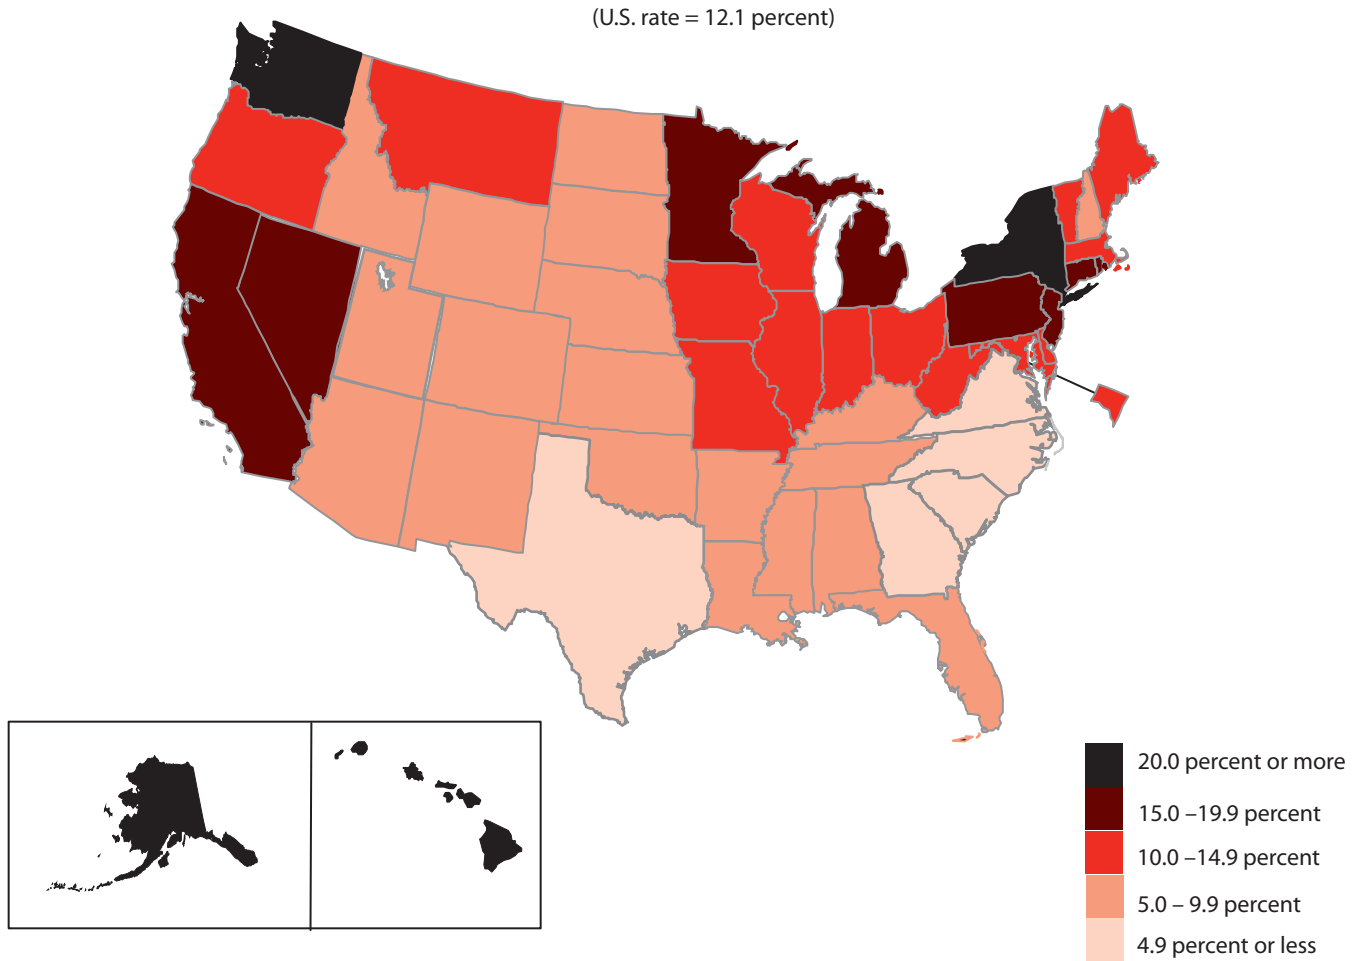 (U.S. rate = 12.1 percent)
20.0 percent or more
15.0 –19.9 percent
10.0 –14.9 percent
5.0 – 9.9 percent
4.9 percent or less